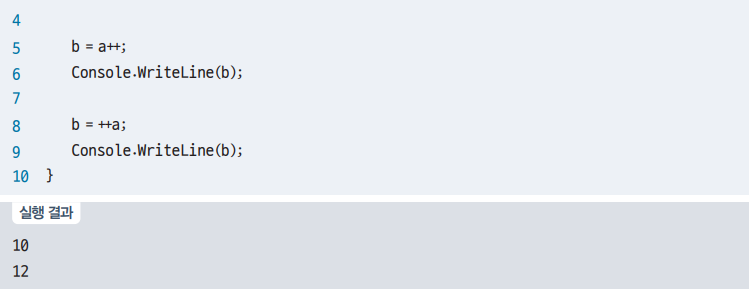 4
5 b = a++;
6 Console.WriteLine(b);
7
8 b = ++a;
9 Console.WriteLine(b);
10 }
실행 결과
10
12